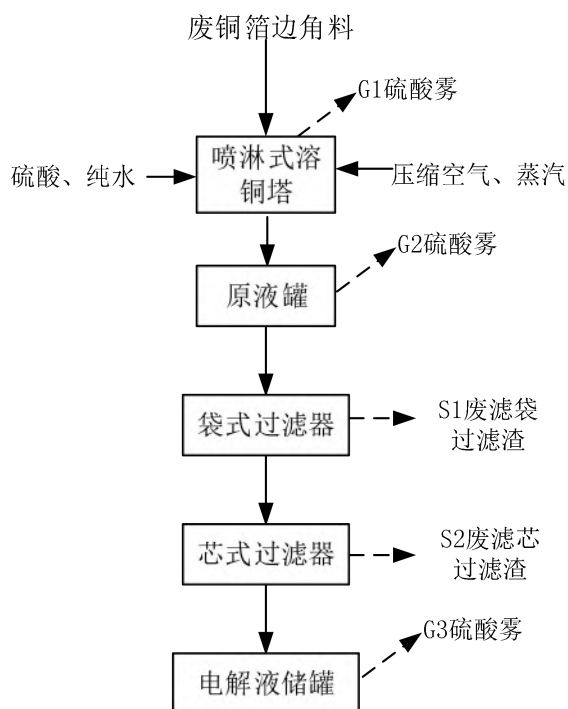 废铜箔边角料
G1硫酸雾
喷淋式溶
铜塔
硫酸、纯水
压缩空气、蒸汽
G2硫酸雾
原液罐
袋式过滤器
S1废滤袋
过滤渣
芯式过滤器
S2废滤芯
过滤渣
G3硫酸雾
电解液储罐